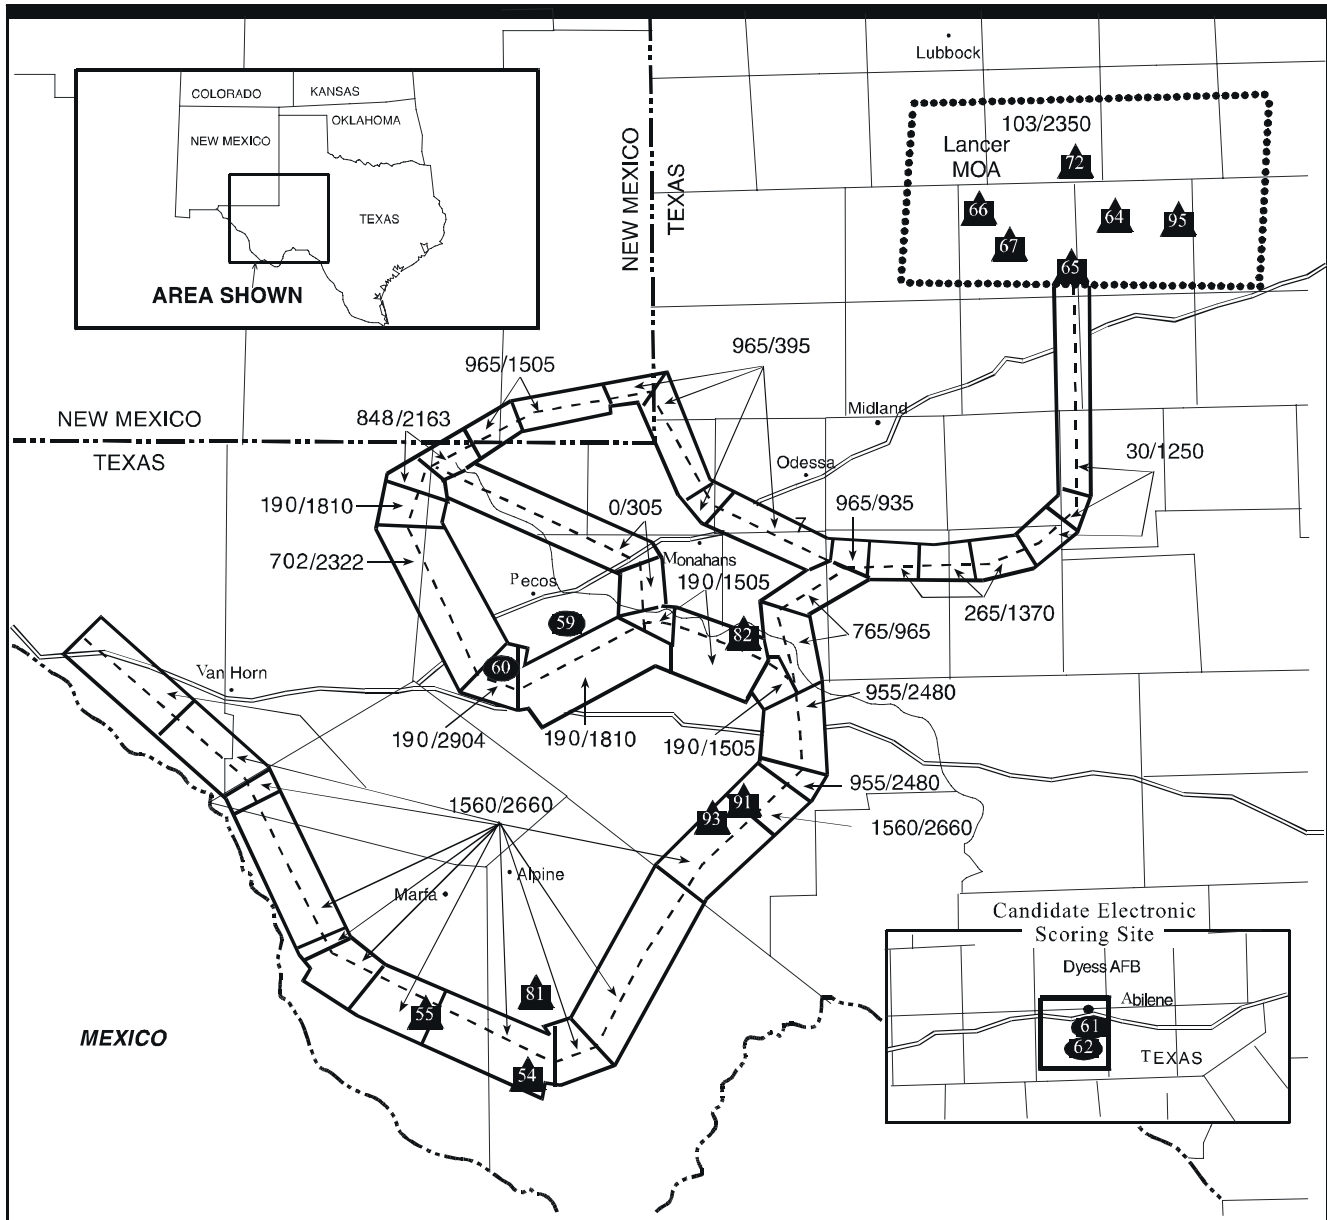 Lubbock
COLORADO
KANSAS
OKLAHOMA
NEW MEXICO
TEXAS
AREA SHOWN
NEW MEXICO
TEXAS
103/2350
Lancer
MOA
72
66
67
64
95
65
965/395
965/1505
848/2163
NEW MEXICO
TEXAS
Midland
Odessa
30/1250
190/1810
0/305
965/935
7
702/2322
Monahans
Pecos
190/1505
265/1370
59
82
765/965
60
Van Horn
955/2480
190/2904
190/1810
190/1505
955/2480
1560/2660
91
93
1560/2660
Alpine
Marfa
81
55
54
MEXICO
Candidate Electronic
Scoring Site
Dyess AFB
Abilene
61
62
TEXAS